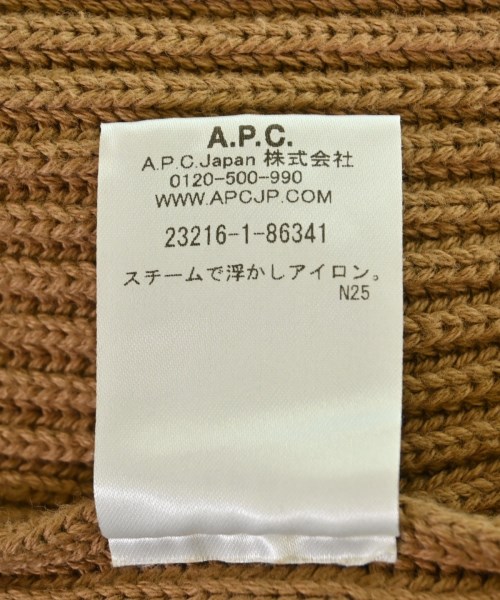 A.P.C.
A.P.C.Japan 株式会社
0120-500-990
WWW.APCJP.COM
23216-1-86341
スチームで浮かしアイロン。
N25